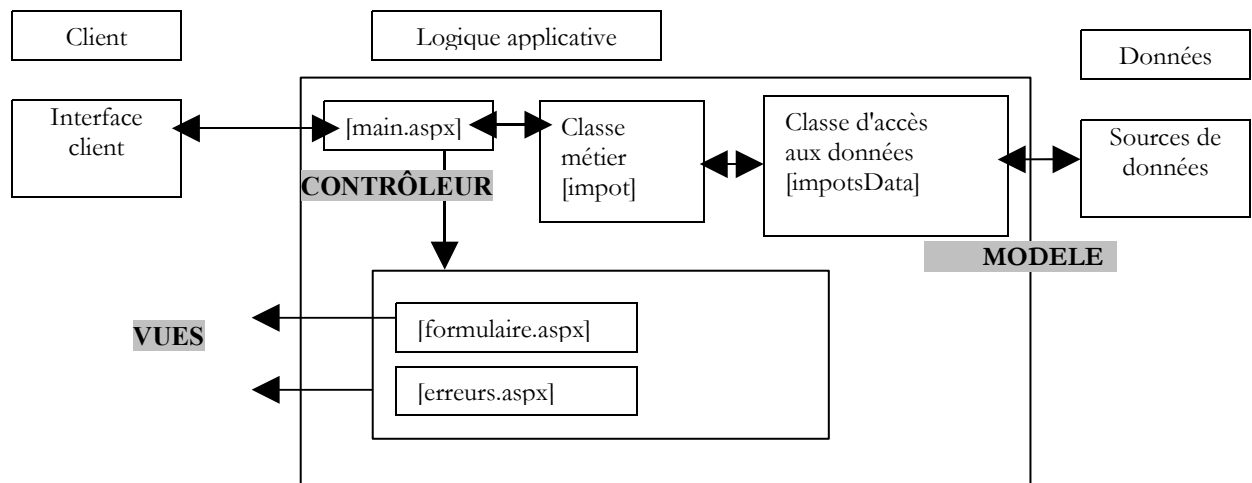 Client
Logique applicative
Données
Interface
client
[main.aspx]
CONTRÔLEUR
Classe
métier
[impot]
Classe d'accès
aux données
[impotsData]
Sources de
données
MODELE
VUES
[formulaire.aspx]
[erreurs.aspx]